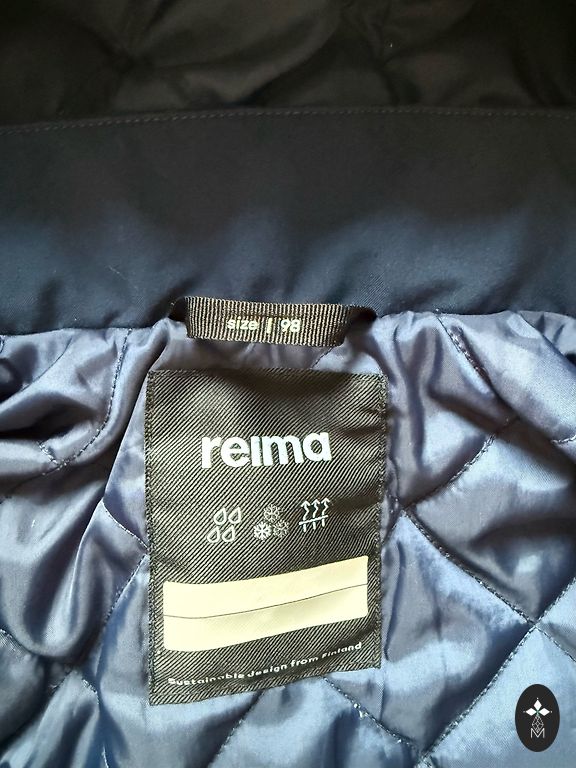 size | 98
reima
Sustainable design from Finland
M